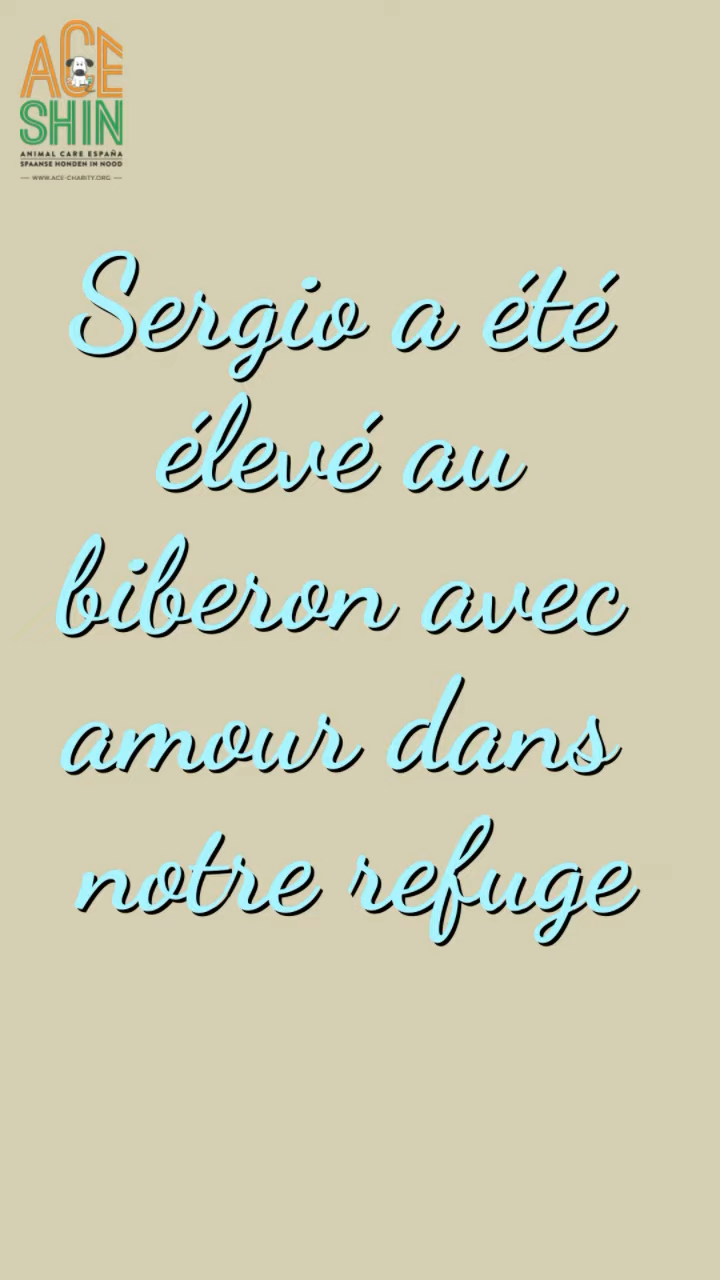 ACE
SHIN
ANIMAL CARE ESPAÑA
SPAANSE HONDEN IN NOOD
WWW.ACE-CHARITY.ORG
Sergio a été
élevé au
biberon avec
amour dans
notre refuge